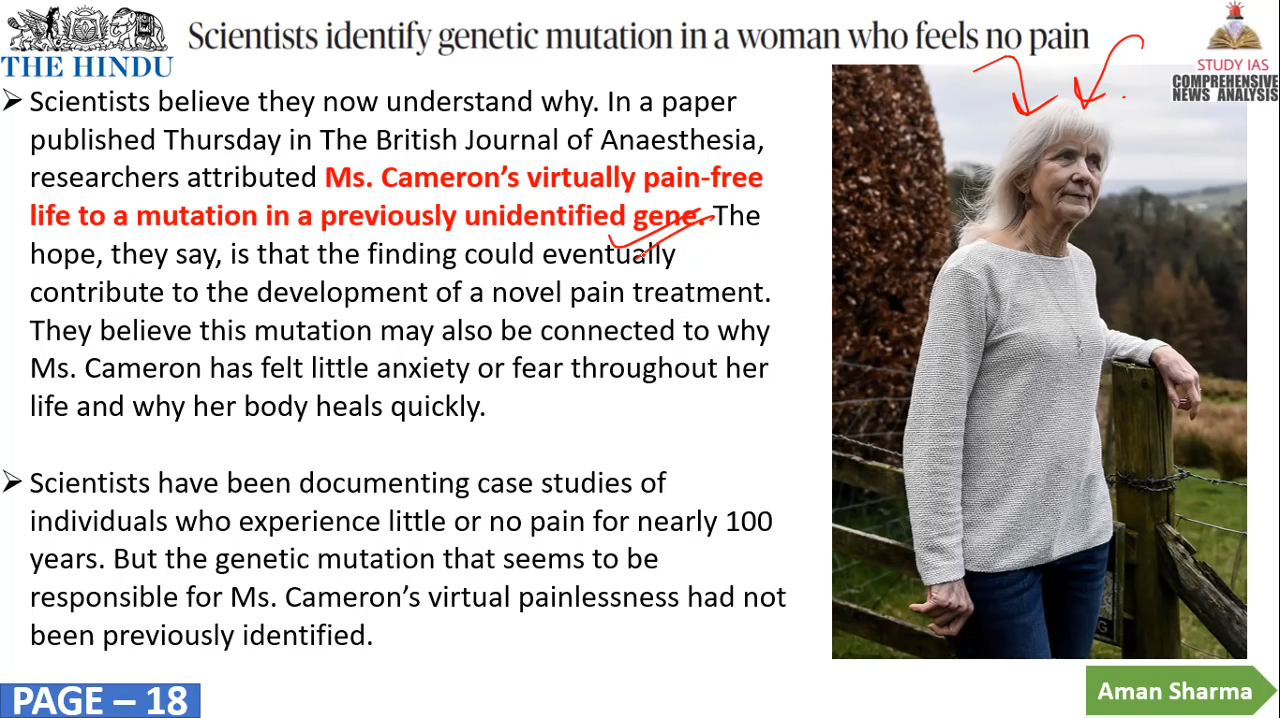 THE HINDU
Scientists identify genetic mutation in a woman who feels no pain
STUDY IAS
COMPREHENSIVE
NEWS ANALYSIS
➢ Scientists believe they now understand why. In a paper
published Thursday in The British Journal of Anaesthesia,
researchers attributed Ms. Cameron’s virtually pain-free
life to a mutation in a previously unidentified gene. The
hope, they say, is that the finding could eventually
contribute to the development of a novel pain treatment.
They believe this mutation may also be connected to why
Ms. Cameron has felt little anxiety or fear throughout her
life and why her body heals quickly.
➢ Scientists have been documenting case studies of
individuals who experience little or no pain for nearly 100
years. But the genetic mutation that seems to be
responsible for Ms. Cameron’s virtual painlessness had not
been previously identified.
PAGE – 18
Aman Sharma